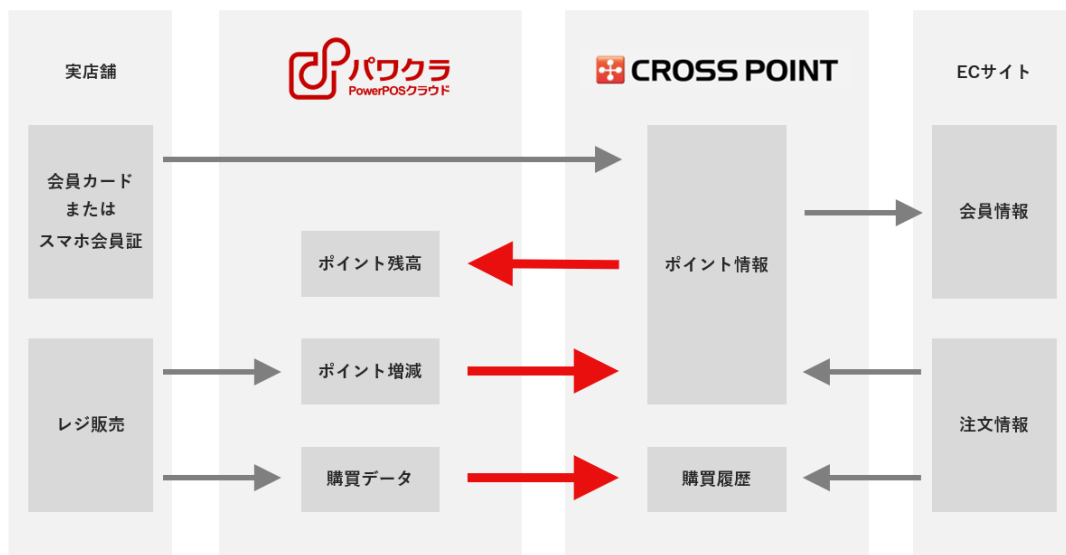 実店舗
パワクラ
PowerPOSクラウド
CROSS POINT
ECサイト
会員カード
または
スマホ会員証
ポイント残高
ポイント情報
会員情報
レジ販売
ポイント増減
購買データ
購買履歴
注文情報